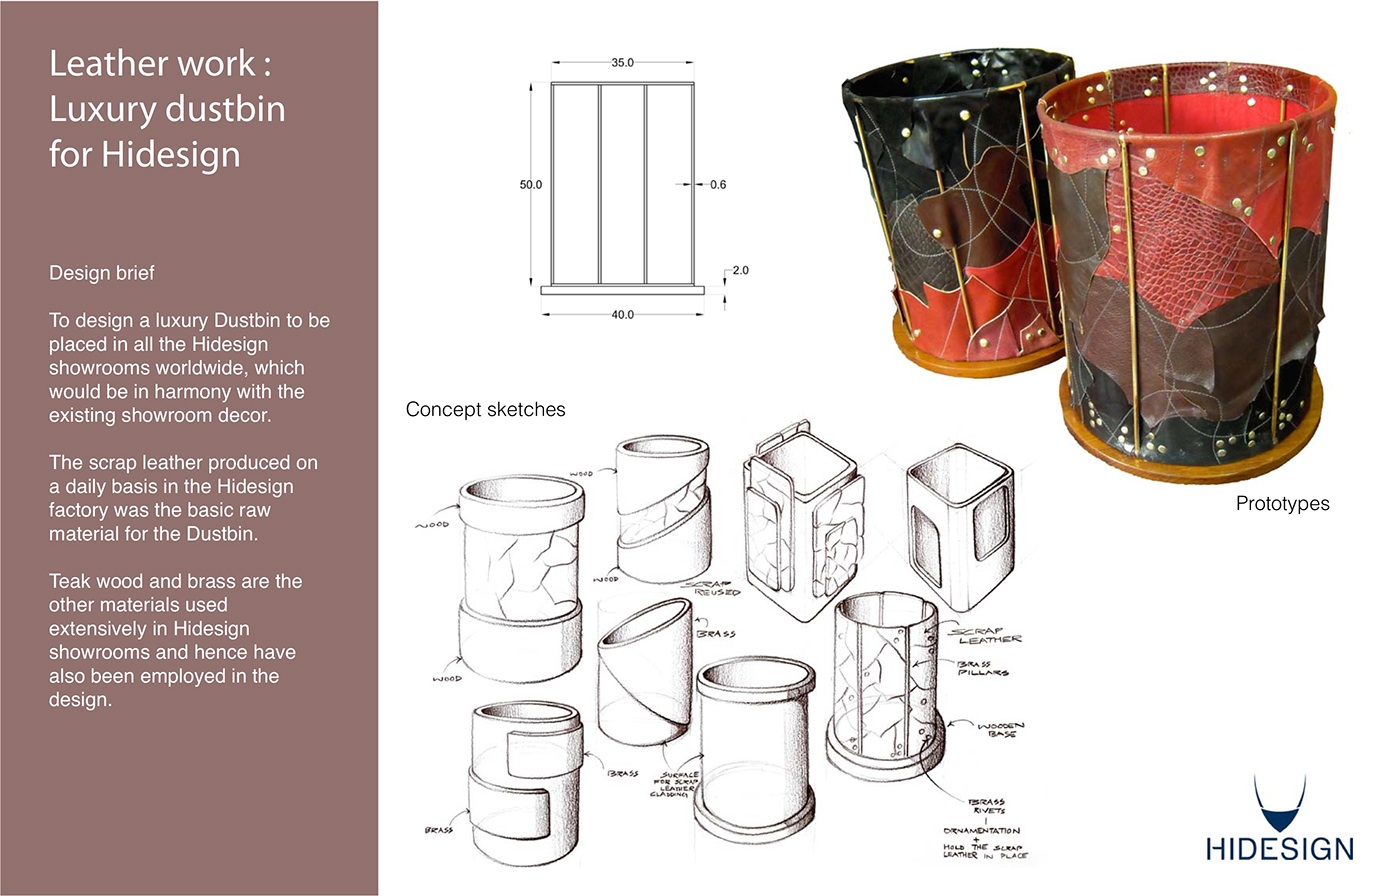 Leather work :
Luxury dustbin
for Hidesign
Design brief
To design a luxury Dustbin to be
placed in all the Hidesign
showrooms worldwide, which
would be in harmony with the
existing showroom decor.
The scrap leather produced on
a daily basis in the Hidesign
factory was the basic raw
material for the Dustbin.
Teak wood and brass are the
other materials used
extensively in Hidesign
showrooms and hence have
also been employed in the
design.
35.0
50.0
0.6
2.0
40.0
Prototypes
Concept sketches
WOOD
WOOD
WOOD
WOOD
SCRAP
REUSED
BRASS
SCRAP
LEATHER
BRASS
PILLARS
WOODEN
BASE
BRASS
BRASS
SURFACE
FOR SCRAP
LEATHER
CLADDING
BRASS
RIVETS
ORNAMENTATION
+
HOLD THE SCRAP
LEATHER IN PLACE
HIDESIGN